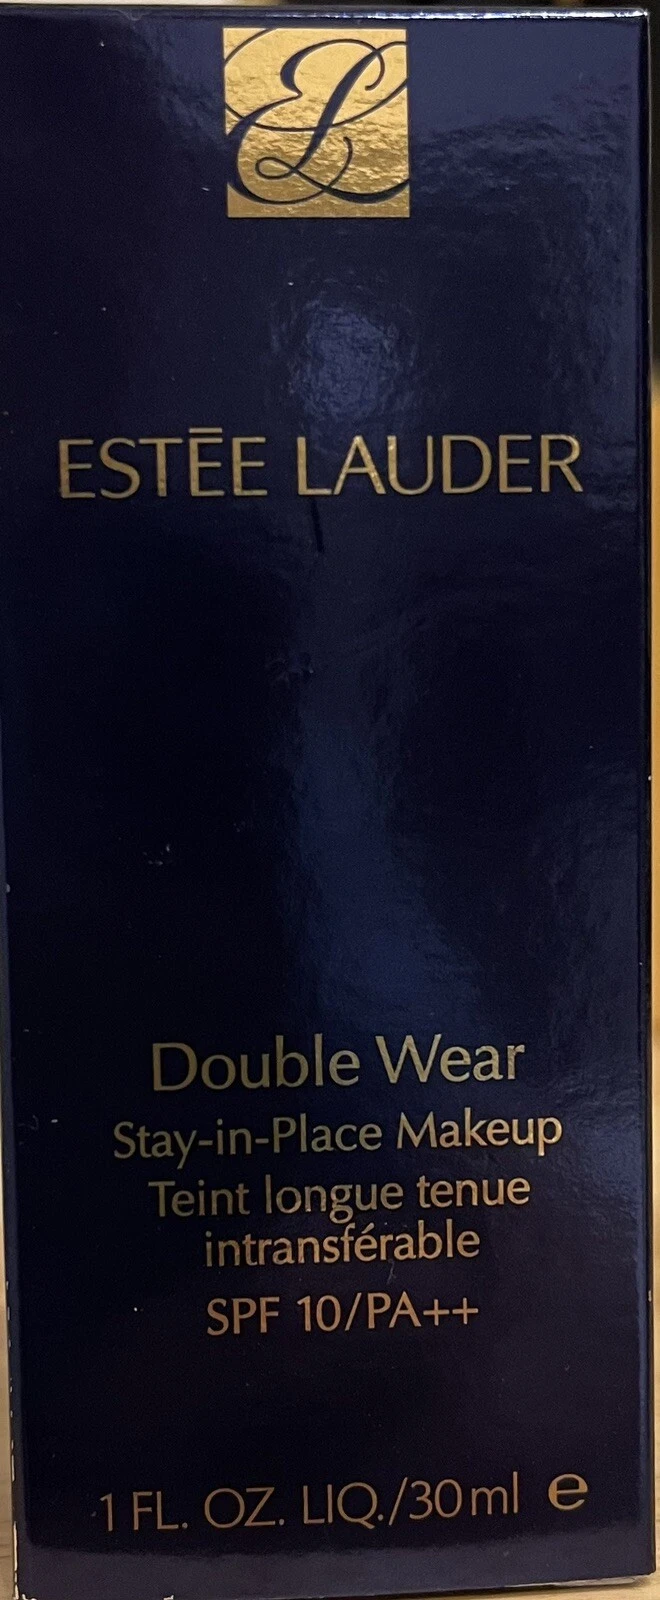 EL
ESTĒE LAUDER
Double Wear
Stay-in-Place Makeup
Teint longue tenue
intransférable
SPF 10/PA++
1 FL. OZ. LIQ./30ml ℮